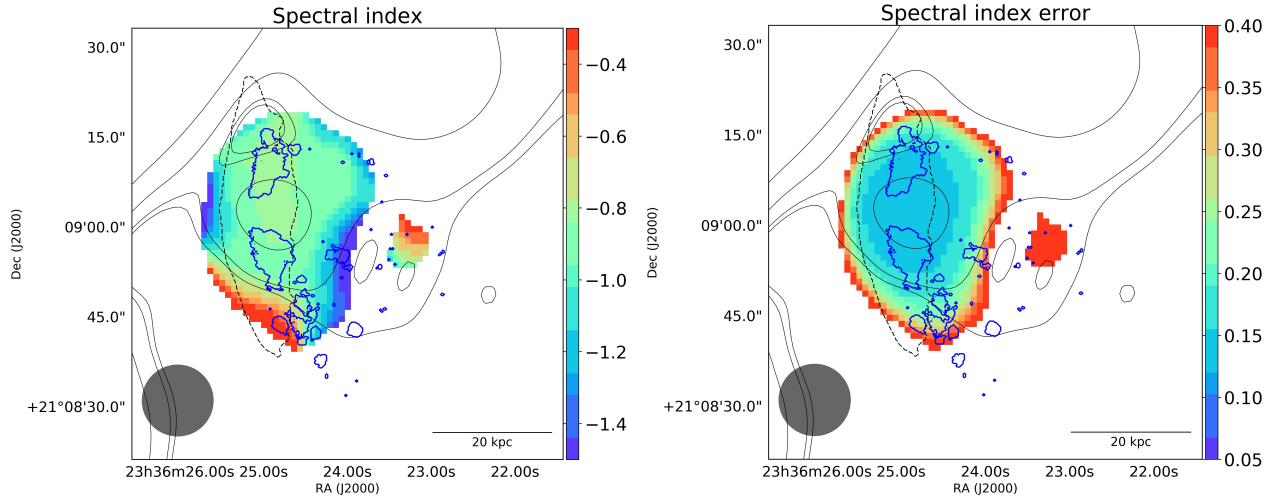 Spectral index
Dec (J2000)
30.0"
15.0"
09'00.0"
45.0"
+21°08'30.0"
23h36m26.00s 25.00s 24.00s 23.00s 22.00s
RA (J2000)
20 kpc
−0.4
−0.6
−0.8
−1.0
−1.2
−1.4
Spectral index error
Dec (J2000)
30.0"
15.0"
09'00.0"
45.0"
+21°08'30.0"
23h36m26.00s 25.00s 24.00s 23.00s 22.00s
RA (J2000)
20 kpc
0.40
0.35
0.30
0.25
0.20
0.15
0.10
0.05